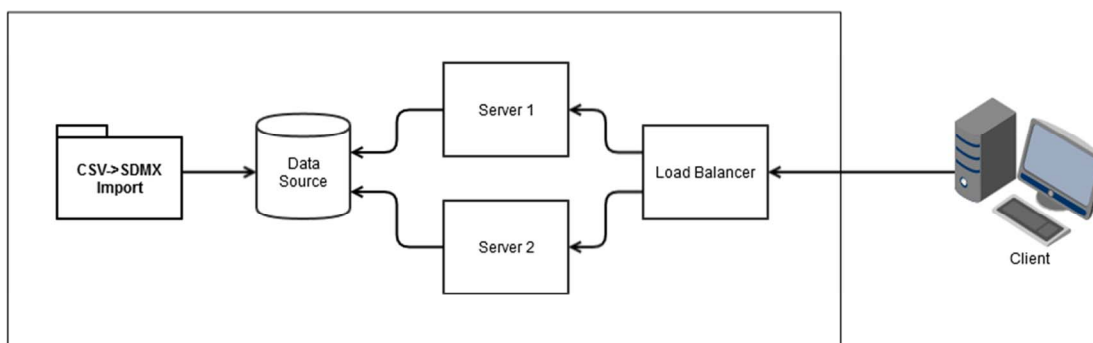 CSV->SDMX
Import
Data
Source
Server 1
Server 2
Load Balancer
Client